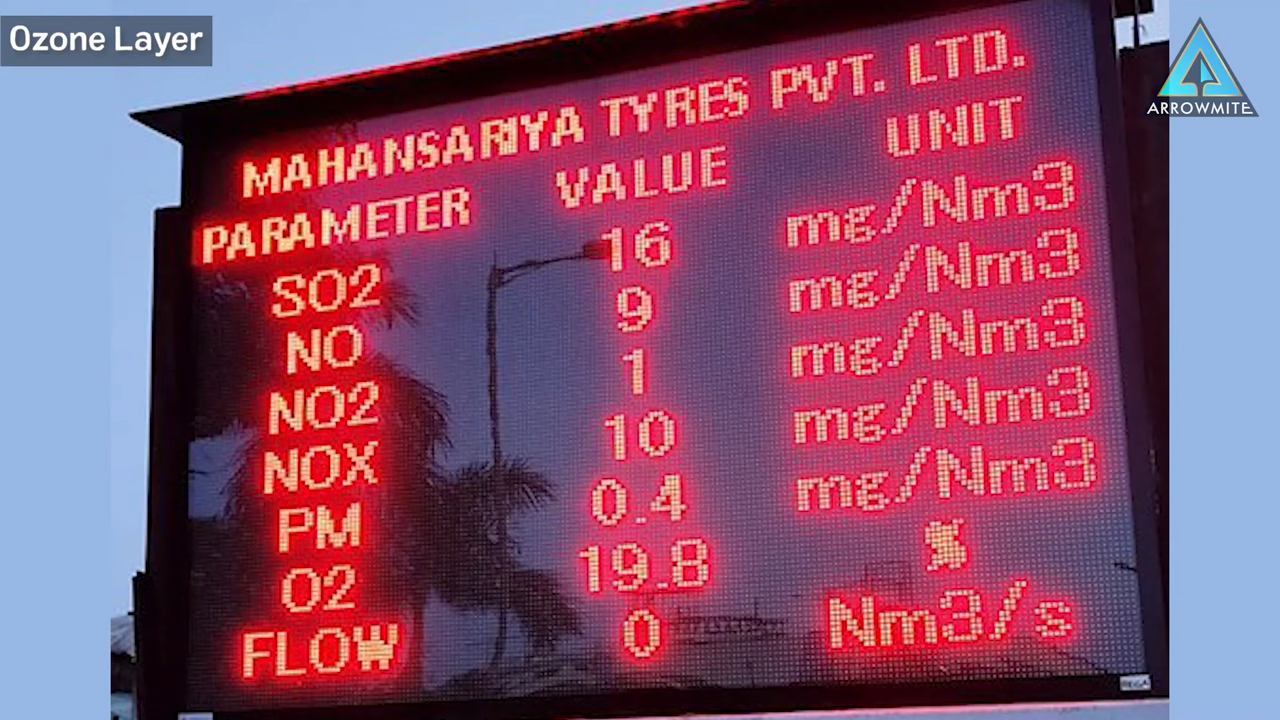 Ozone Layer
ARROWMITE
MAHANSARIYA TYRES PVT. LTD.
PARAMETER VALUE UNIT
SO2 16 mg/Nm3
NO 9 mg/Nm3
NO2 1 mg/Nm3
NOX 10 mg/Nm3
PM 0.4 mg/Nm3
O2 19.8 %
FLOW 0 Nm3/s